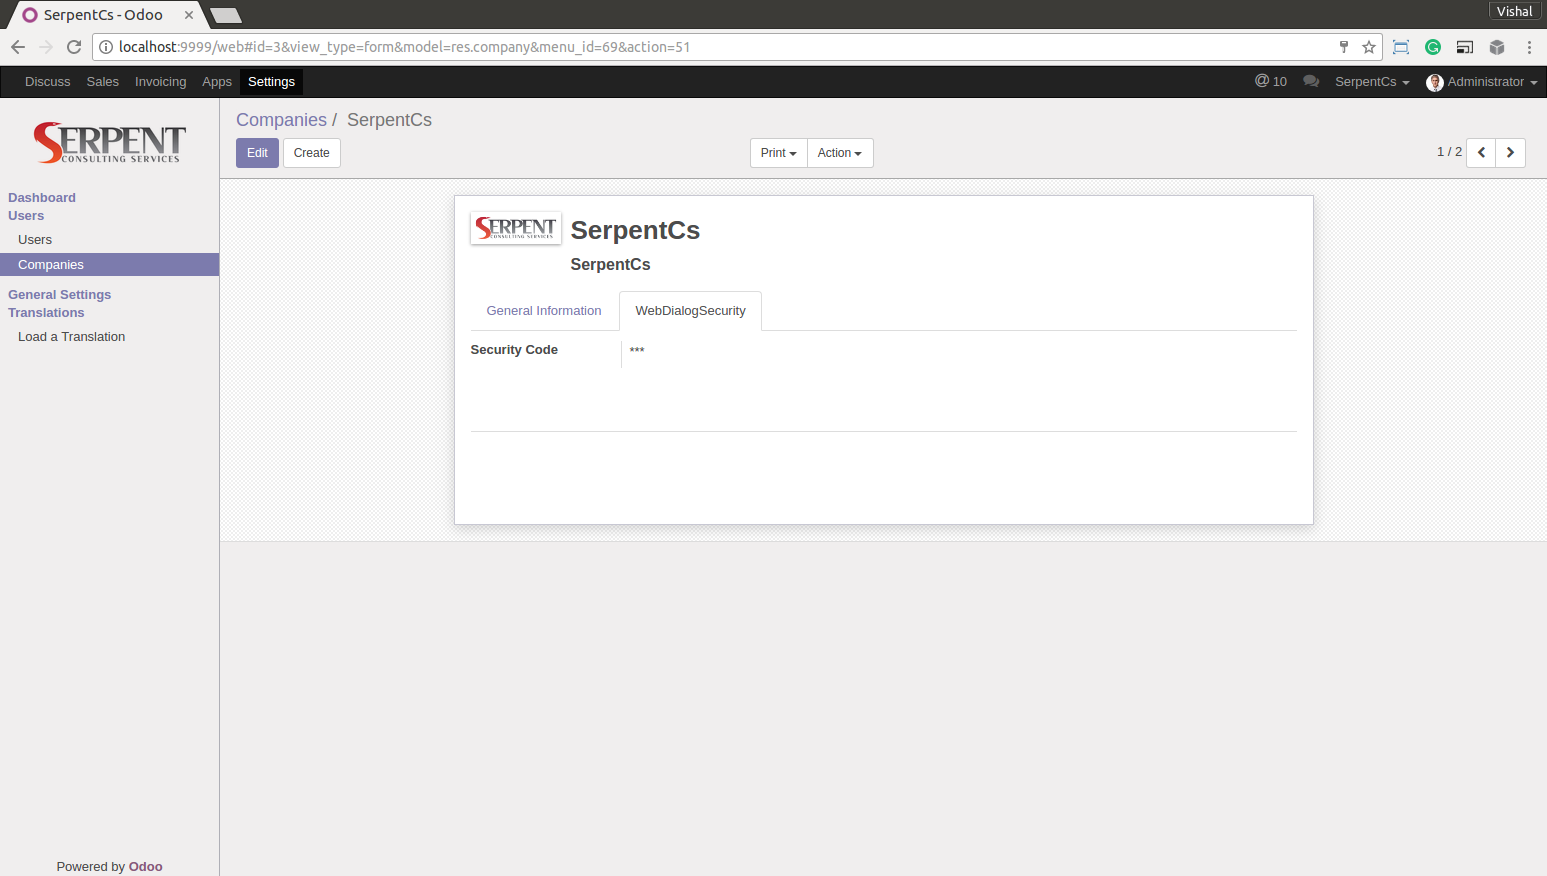 SerpentCs - Odoo
Vishal
localhost:9999/web#id=3&view_type=form&model=res.company&menu_id=69&action=51
Discuss Sales Invoicing Apps Settings @ 10 SerpentCs Administrator
SERPENT
CONSULTING SERVICES
Companies / SerpentCs
Edit Create Print Action 1 / 2
Dashboard
Users
Users
Companies
General Settings
Translations
Load a Translation
SERPENT
CONSULTING SERVICES
SerpentCs
SerpentCs
General Information WebDialogSecurity
Security Code ***
Powered by Odoo